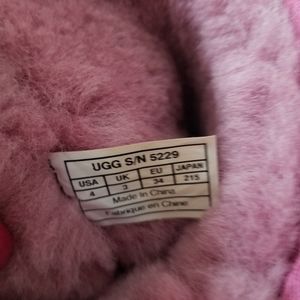 UGG S/N 5229
USA UK EU JAPAN
4 3 34 215
Made in China
Fabriqué en Chine